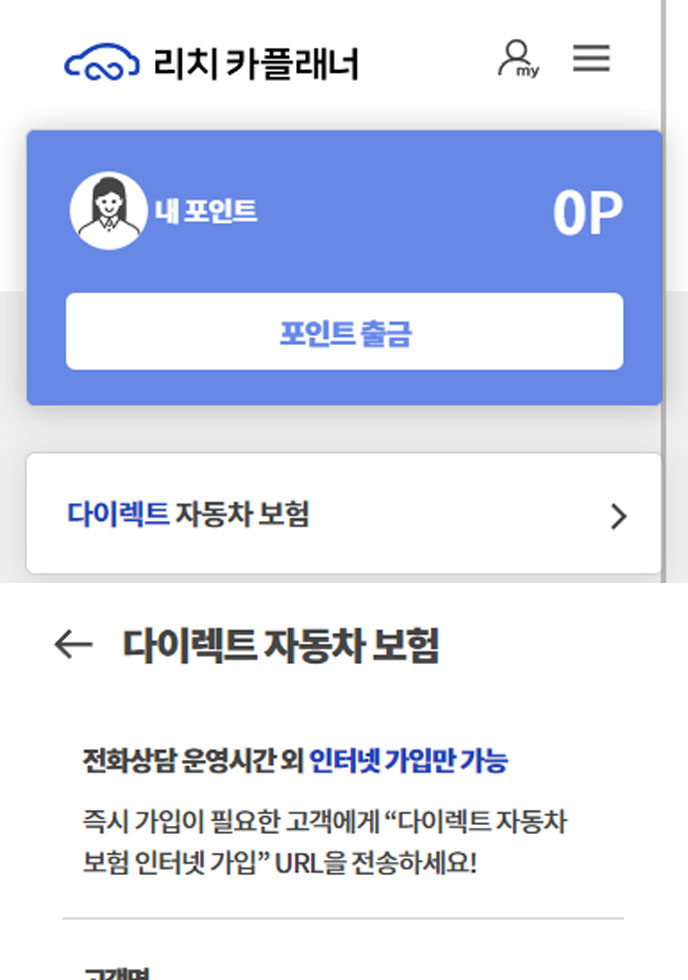 리치 카플래너
my
내 포인트
0P
포인트 출금
다이렉트 자동차 보험
다이렉트 자동차 보험
전화상담 운영시간 외 인터넷 가입만 가능
즉시 가입이 필요한 고객에게 “다이렉트 자동차
보험 인터넷 가입” URL을 전송하세요!
고객명